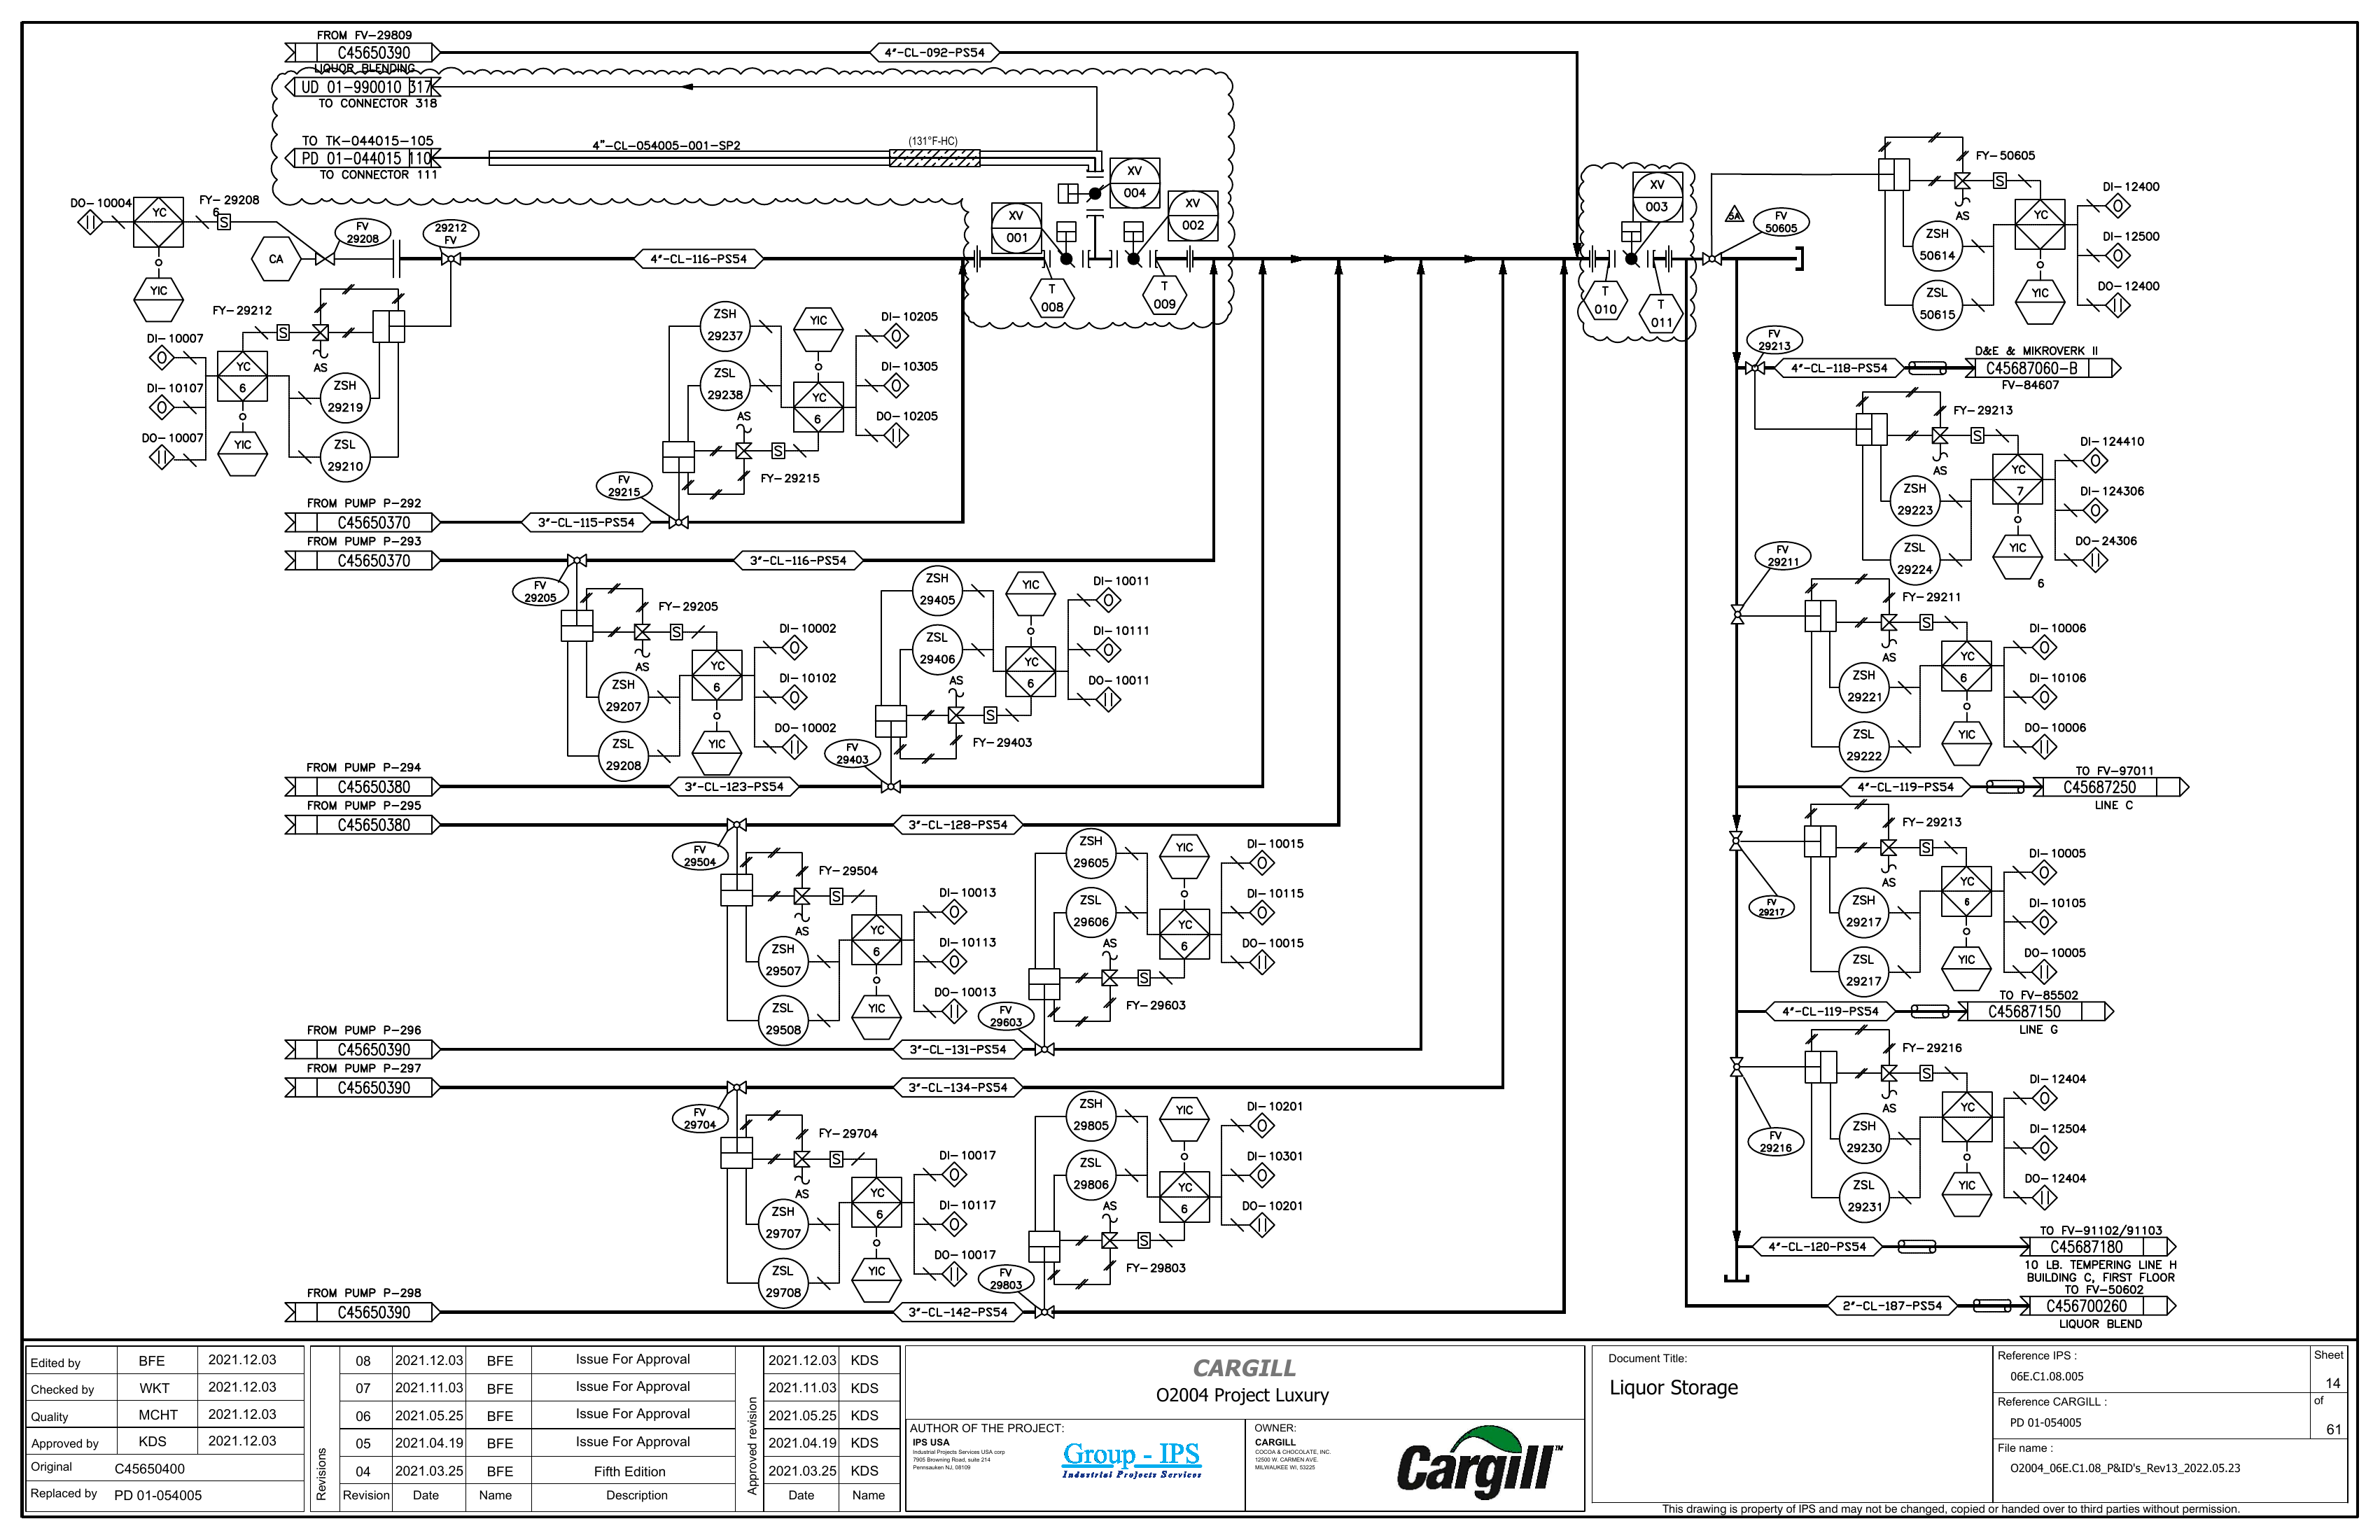 FROM FV-29809
C45650390
LIQUOR BLENDING
4"-CL-092-PS54
UD 01-990010 317
TO CONNECTOR 318
TO TK-044015-105
PD 01-044015 110
TO CONNECTOR 111
4"-CL-054005-001-SP2
(131°F-HC)
XV
004
XV
001
XV
002
XV
003
T
008
T
009
T
010
T
011
5A
FV
50605
DO-10004
YC
YIC
FY-29208
6
S
CA
FV
29208
29212
FV
4"-CL-116-PS54
FY-29212
S
AS
DI-10007
DI-10107
DO-10007
YC
6
YIC
ZSH
29219
ZSL
29210
ZSH
29237
ZSL
29238
AS
S
YIC
YC
6
DI-10205
DI-10305
DO-10205
FY-29215
FV
29215
FROM PUMP P-292
C45650370
3"-CL-115-PS54
FROM PUMP P-293
C45650370
3"-CL-116-PS54
FV
29205
FY-29205
S
AS
ZSH
29207
ZSL
29208
YC
6
YIC
DI-10002
DI-10102
DO-10002
ZSH
29405
ZSL
29406
AS
S
YIC
YC
6
DI-10011
DI-10111
DO-10011
FY-29403
FV
29403
FROM PUMP P-294
C45650380
3"-CL-123-PS54
FROM PUMP P-295
C45650380
3"-CL-128-PS54
FV
29504
FY-29504
S
AS
ZSH
29507
ZSL
29508
YC
6
YIC
DI-10013
DI-10113
DO-10013
ZSH
29605
ZSL
29606
AS
S
YIC
YC
6
DI-10015
DI-10115
DO-10015
FY-29603
FV
29603
FROM PUMP P-296
C45650390
3"-CL-131-PS54
FROM PUMP P-297
C45650390
3"-CL-134-PS54
FV
29704
FY-29704
S
AS
ZSH
29707
ZSL
29708
YC
6
YIC
DI-10017
DI-10117
DO-10017
ZSH
29805
ZSL
29806
AS
S
YIC
YC
6
DI-10201
DI-10301
DO-10201
FY-29803
FV
29803
FROM PUMP P-298
C45650390
3"-CL-142-PS54
FY-50605
S
AS
ZSH
50614
ZSL
50615
YC
YIC
DI-12400
DI-12500
DO-12400
FV
29213
4"-CL-118-PS54
D&E & MIKROVERK II
C45687060-B
FV-84607
FY-29213
S
AS
ZSH
29223
ZSL
29224
YC
7
YIC
6
DI-124410
DI-124306
DO-24306
FV
29211
FY-29211
S
AS
ZSH
29221
ZSL
29222
YC
6
YIC
DI-10006
DI-10106
DO-10006
4"-CL-119-PS54
TO FV-97011
C45687250
LINE C
FY-29213
S
AS
FV
29217
ZSH
29217
ZSL
29217
YC
6
YIC
DI-10005
DI-10105
DO-10005
4"-CL-119-PS54
TO FV-85502
C45687150
LINE G
FY-29216
S
AS
FV
29216
ZSH
29230
ZSL
29231
YC
YIC
DI-12404
DI-12504
DO-12404
4"-CL-120-PS54
TO FV-91102/91103
C45687180
10 LB. TEMPERING LINE H
BUILDING C, FIRST FLOOR
TO FV-50602
2"-CL-187-PS54
C456700260
LIQUOR BLEND
Edited by BFE 2021.12.03
Checked by WKT 2021.12.03
Quality MCHT 2021.12.03
Approved by KDS 2021.12.03
Original C45650400
Replaced by PD 01-054005
Revisions
08 2021.12.03 BFE Issue For Approval
07 2021.11.03 BFE Issue For Approval
06 2021.05.25 BFE Issue For Approval
05 2021.04.19 BFE Issue For Approval
04 2021.03.25 BFE Fifth Edition
Revision Date Name Description
Approved revision
2021.12.03 KDS
2021.11.03 KDS
2021.05.25 KDS
2021.04.19 KDS
2021.03.25 KDS
Date Name
CARGILL
O2004 Project Luxury
AUTHOR OF THE PROJECT:
IPS USA
Industrial Projects Services USA corp
7905 Browning Road, suite 214
Pennsauken NJ, 08109
Group - IPS
Industrial Projects Services
OWNER:
CARGILL
COCOA & CHOCOLATE, INC.
12500 W. CARMEN AVE.
MILWAUKEE WI, 53225
Cargill™
Document Title:
Liquor Storage
Reference IPS :
06E.C1.08.005
Reference CARGILL :
PD 01-054005
File name :
O2004_06E.C1.08_P&ID's_Rev13_2022.05.23
Sheet
14
of
61
This drawing is property of IPS and may not be changed, copied or handed over to third parties without permission.